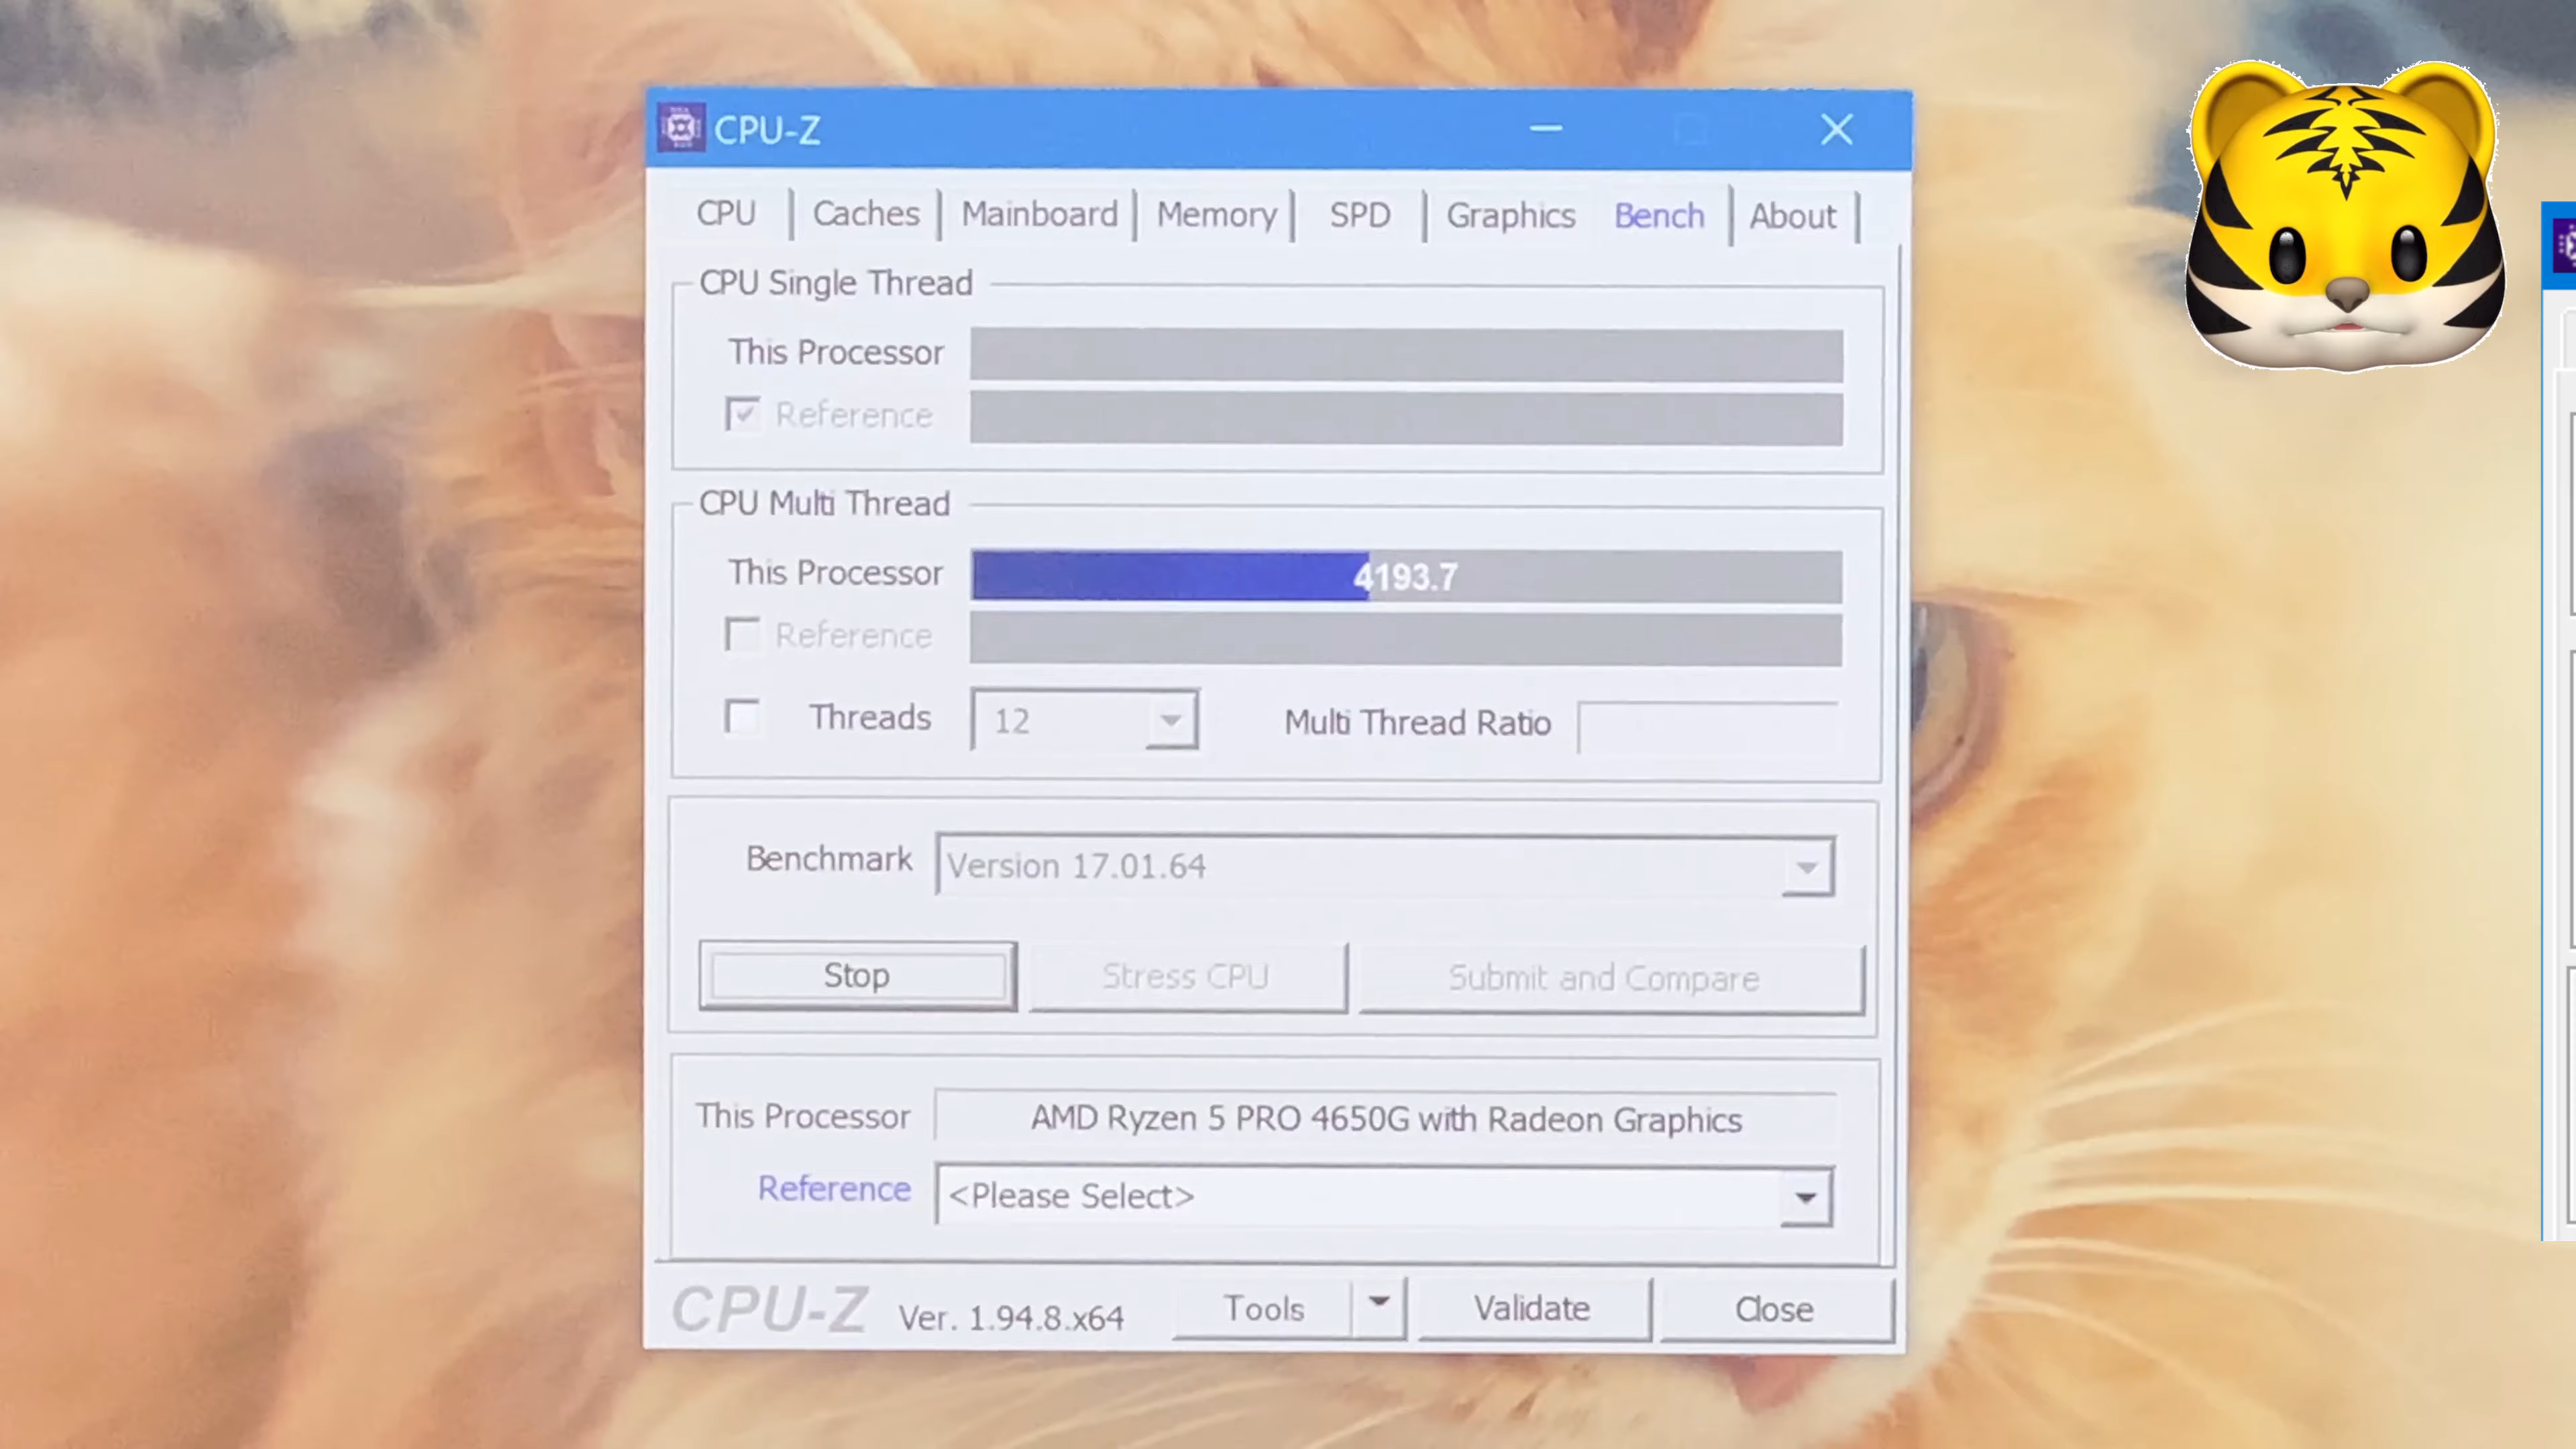 CPU-Z
CPU Caches Mainboard Memory SPD Graphics Bench About
CPU Single Thread
This Processor
Reference
CPU Multi Thread
This Processor 4193.7
Reference
Threads 12 Multi Thread Ratio
Benchmark Version 17.01.64
Stop Stress CPU Submit and Compare
This Processor AMD Ryzen 5 PRO 4650G with Radeon Graphics
Reference <Please Select>
CPU-Z Ver. 1.94.8.x64 Tools Validate Close